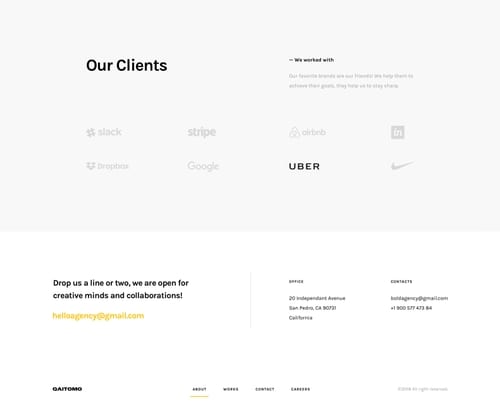 Our Clients
— We worked with
Our favorite brands are our friends! We help them to
achieve their goals, they help us to stay sharp.
slack
stripe
airbnb
in
Dropbox
Google
UBER
Drop us a line or two, we are open for
creative minds and collaborations!
helloagency@gmail.com
OFFICE
20 Independant Avenue
San Pedro, CA 90731
California
CONTACTS
boldagency@gmail.com
+1 900 577 473 84
QAITOMO
ABOUT
WORKS
CONTACT
CAREERS
©2018 All rigth reserved.